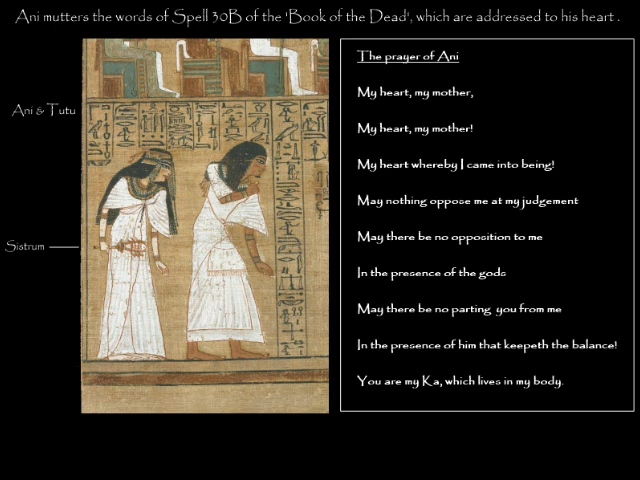 Ani mutters the words of Spell 30B of the 'Book of the Dead', which are addressed to his heart .
Ani & Tutu
Sistrum
The prayer of Ani
My heart, my mother,
My heart, my mother!
My heart whereby I came into being!
May nothing oppose me at my judgement
May there be no opposition to me
In the presence of the gods
May there be no parting you from me
In the presence of him that keepeth the balance!
You are my Ka, which lives in my body.